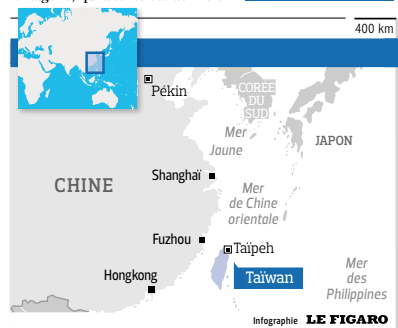 400 km
Pékin
CORÉE
DU
SUD
Mer
Jaune
JAPON
CHINE
Shanghaï
Mer
de Chine
orientale
Fuzhou
Taïpeh
Taïwan
Hongkong
Mer
des
Philippines
Infographie LE FIGARO